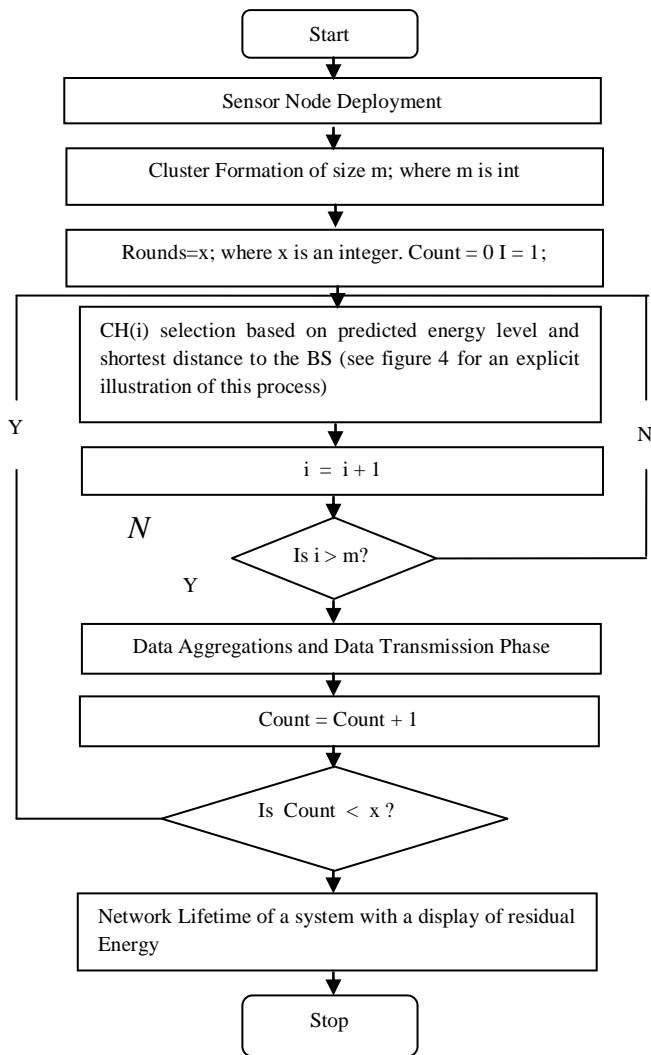 Start
Sensor Node Deployment
Cluster Formation of size m; where m is int
Rounds=x; where x is an integer. Count = 0 I = 1;
CH(i) selection based on predicted energy level and
shortest distance to the BS (see figure 4 for an explicit
illustration of this process)
Y
N
i = i + 1
N
Is i > m?
Y
Data Aggregations and Data Transmission Phase
Count = Count + 1
Is Count < x ?
Network Lifetime of a system with a display of residual
Energy
Stop